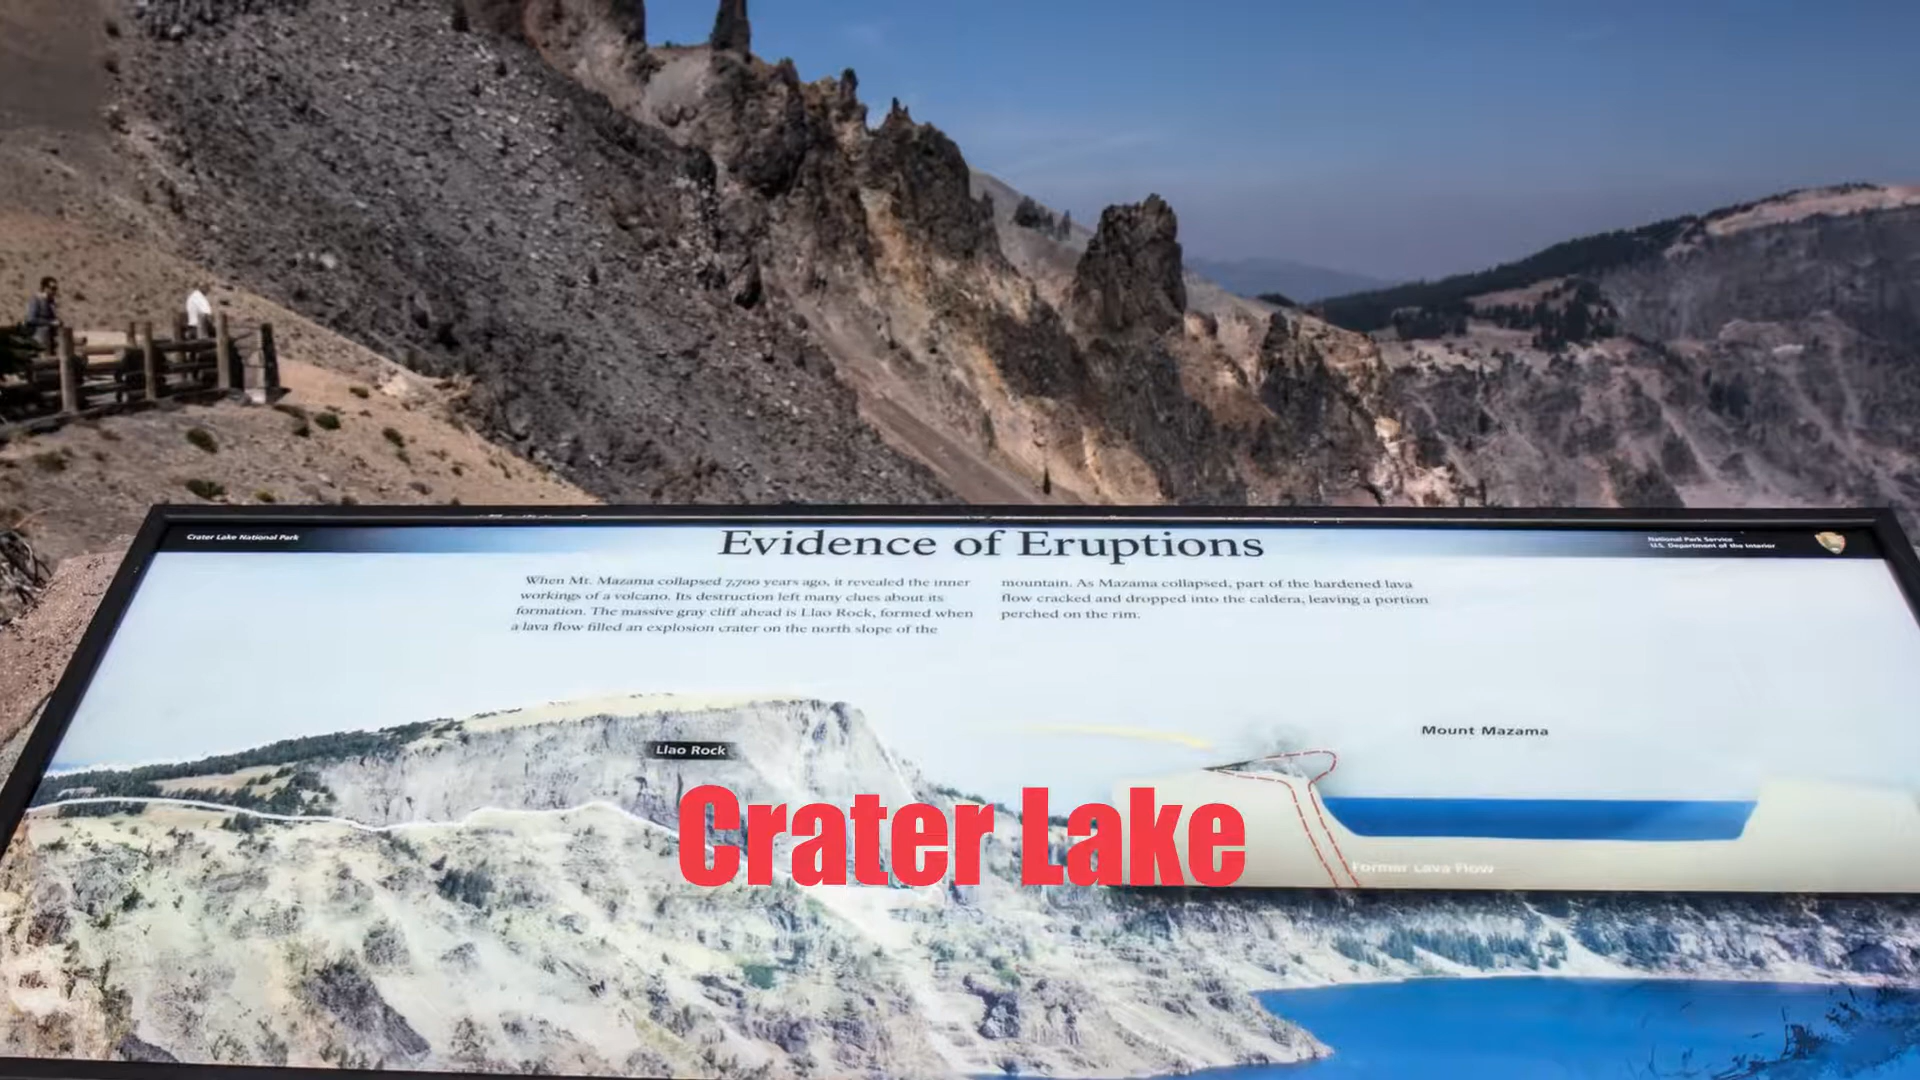 Crater Lake National Park
Evidence of Eruptions
National Park Service
U.S. Department of the Interior
When Mt. Mazama collapsed 7,700 years ago, it revealed the inner
workings of a volcano. Its destruction left many clues about its
formation. The massive gray cliff ahead is Llao Rock, formed when
a lava flow filled an explosion crater on the north slope of the
mountain. As Mazama collapsed, part of the hardened lava
flow cracked and dropped into the caldera, leaving a portion
perched on the rim.
Llao Rock
Mount Mazama
Former Lava Flow
Crater Lake